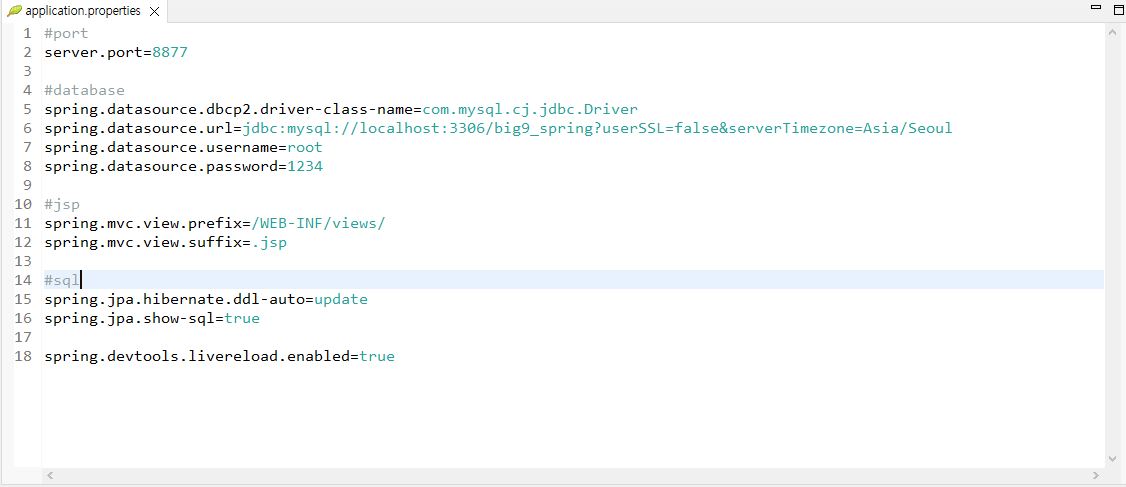 application.properties
1 #port
2 server.port=8877
3
4 #database
5 spring.datasource.dbcp2.driver-class-name=com.mysql.cj.jdbc.Driver
6 spring.datasource.url=jdbc:mysql://localhost:3306/big9_spring?userSSL=false&serverTimezone=Asia/Seoul
7 spring.datasource.username=root
8 spring.datasource.password=1234
9
10 #jsp
11 spring.mvc.view.prefix=/WEB-INF/views/
12 spring.mvc.view.suffix=.jsp
13
14 #sql
15 spring.jpa.hibernate.ddl-auto=update
16 spring.jpa.show-sql=true
17
18 spring.devtools.livereload.enabled=true